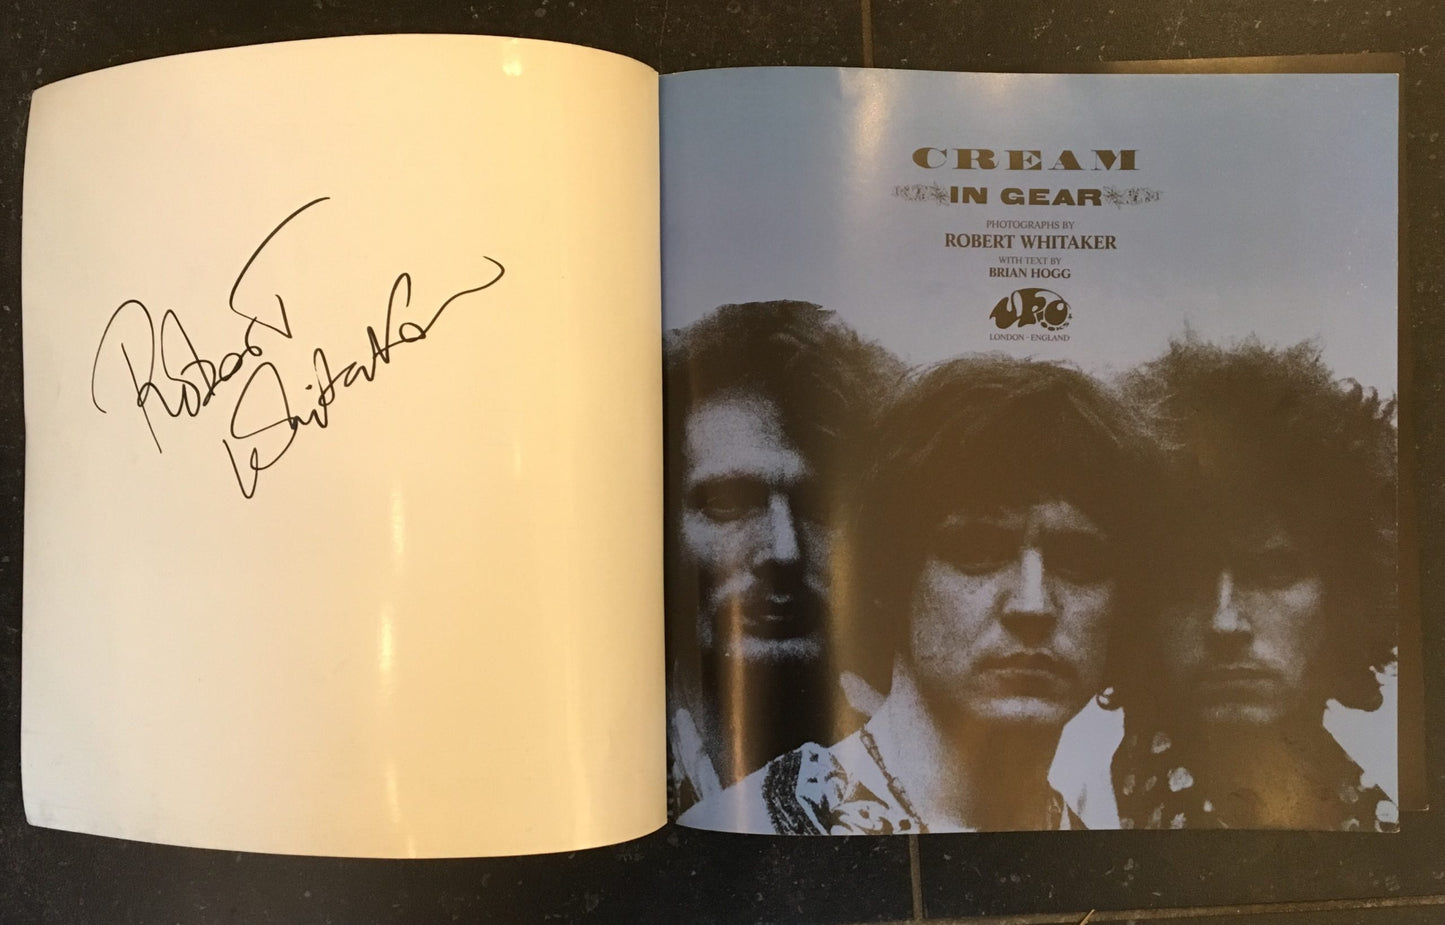 Robert
Whitaker
CREAM
IN GEAR
PHOTOGRAPHS BY
ROBERT WHITAKER
WITH TEXT BY
BRIAN HOGG
UFO
LONDON - ENGLAND